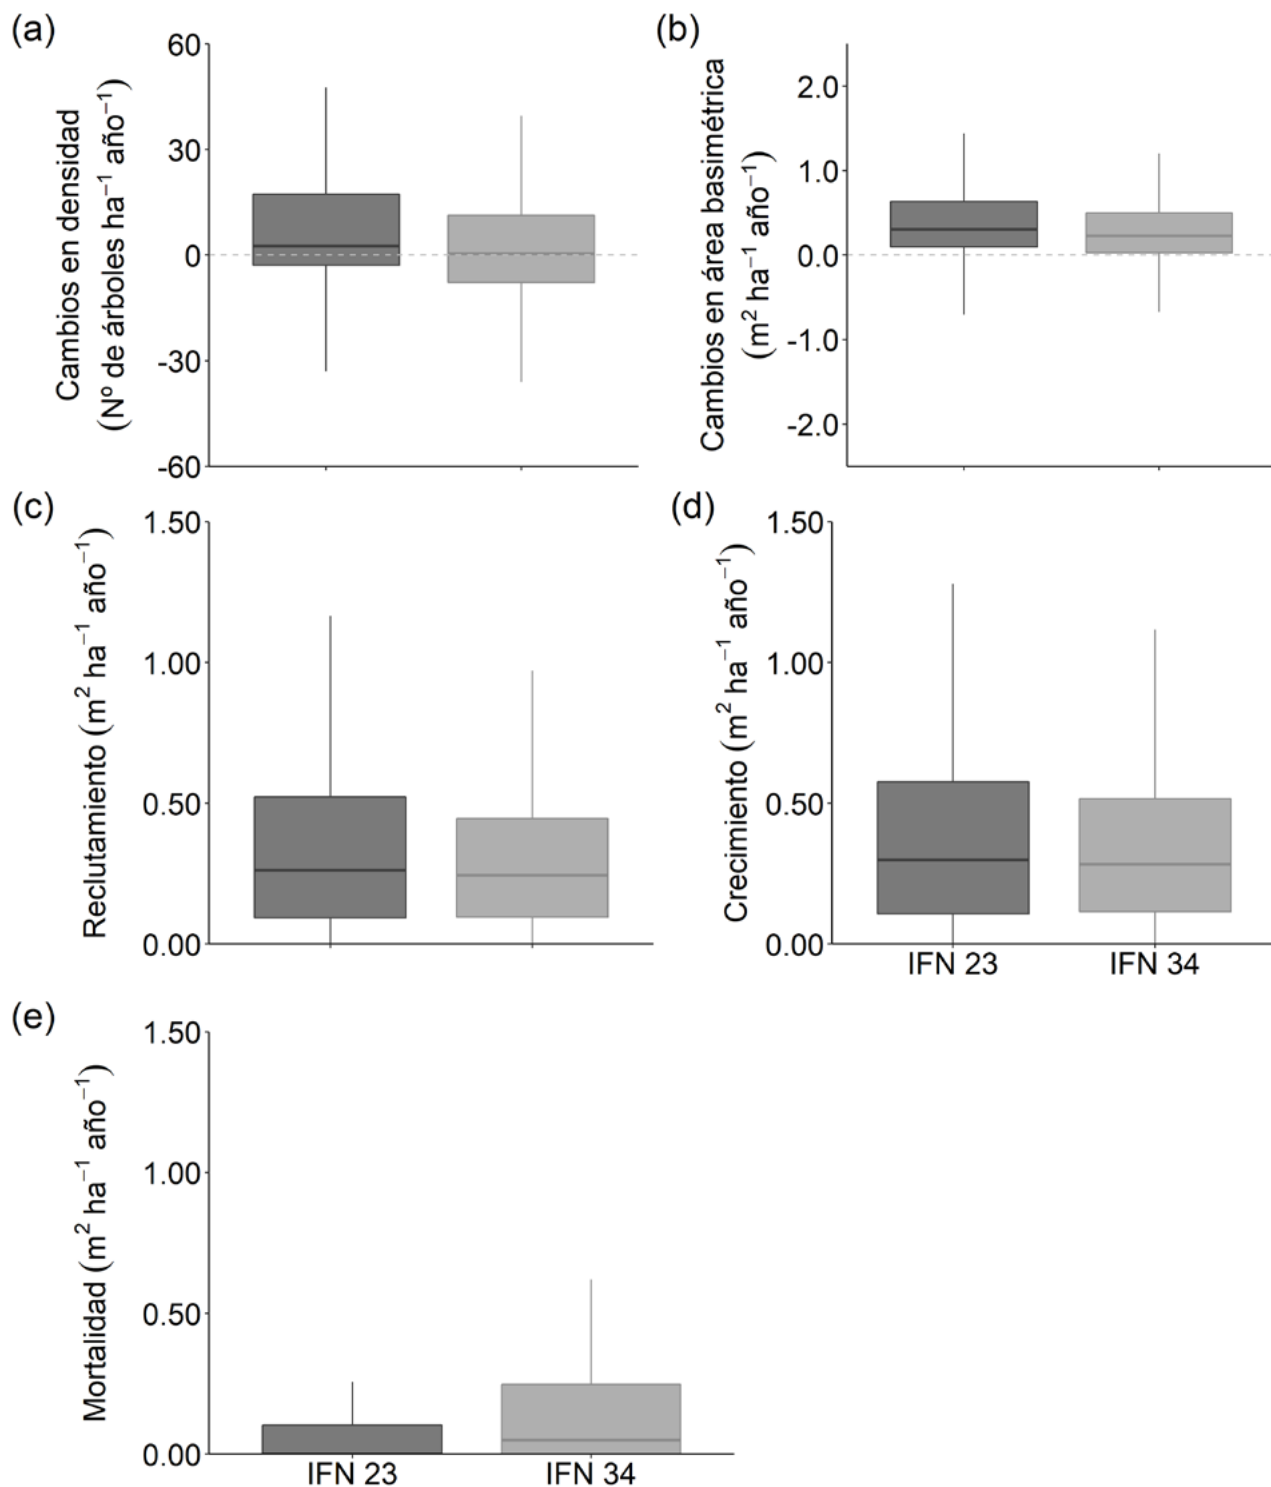 (a)
Cambios en densidad
(Nº de árboles ha⁻¹ año⁻¹)
60
30
0
-30
-60
(b)
Cambios en área basimétrica
(m² ha⁻¹ año⁻¹)
2.0
1.0
0.0
-1.0
-2.0
(c)
Reclutamiento (m² ha⁻¹ año⁻¹)
1.50
1.00
0.50
0.00
(d)
Crecimiento (m² ha⁻¹ año⁻¹)
1.50
1.00
0.50
0.00
IFN 23 IFN 34
(e)
Mortalidad (m² ha⁻¹ año⁻¹)
1.50
1.00
0.50
0.00
IFN 23 IFN 34